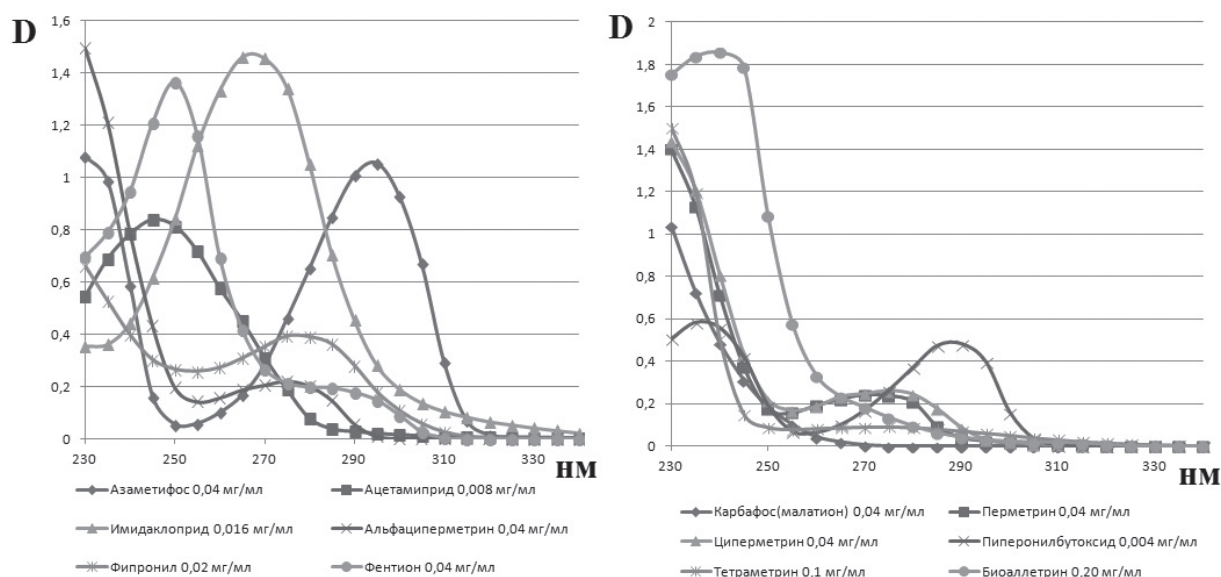 D
1,6
1,4
1,2
1
0,8
0,6
0,4
0,2
0
230 250 270 290 310 330
нм
Азаметифос 0,04 мг/мл Ацетамиприд 0,008 мг/мл
Имидаклоприд 0,016 мг/мл Альфациперметрин 0,04 мг/мл
Фипронил 0,02 мг/мл Фентион 0,04 мг/мл
D
2
1,8
1,6
1,4
1,2
1
0,8
0,6
0,4
0,2
0
230 250 270 290 310 330
нм
Карбафос(малатион) 0,04 мг/мл Перметрин 0,04 мг/мл
Циперметрин 0,04 мг/мл Пиперонилбутоксид 0,004 мг/мл
Тетраметрин 0.1 мг/мл Биоаллетрин 0.20 мг/мл